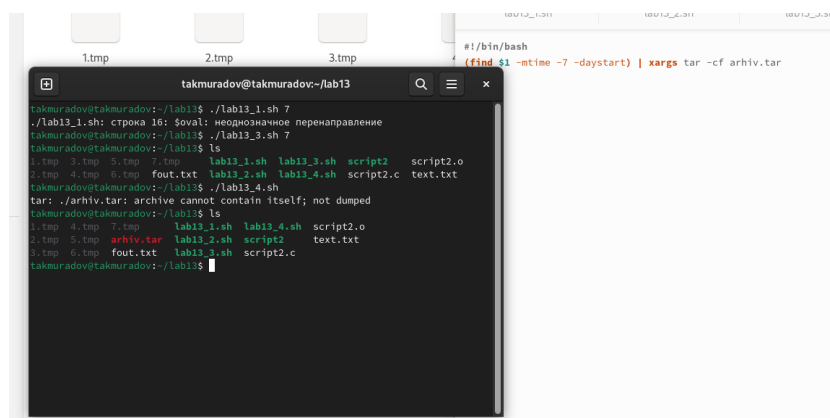 lab13_1.sh lab13_2.sh
1.tmp 2.tmp 3.tmp
#!/bin/bash
(find $1 -mtime -7 -daystart) | xargs tar -cf arhiv.tar
takmuradov@takmuradov:~/lab13
takmuradov@takmuradov:~/lab13$ ./lab13_1.sh 7
./lab13_1.sh: строка 16: $oval: неоднозначное перенаправление
takmuradov@takmuradov:~/lab13$ ./lab13_3.sh 7
takmuradov@takmuradov:~/lab13$ ls
1.tmp 3.tmp 5.tmp 7.tmp lab13_1.sh lab13_3.sh script2 script2.o
2.tmp 4.tmp 6.tmp fout.txt lab13_2.sh lab13_4.sh script2.c text.txt
takmuradov@takmuradov:~/lab13$ ./lab13_4.sh
tar: ./arhiv.tar: archive cannot contain itself; not dumped
takmuradov@takmuradov:~/lab13$ ls
1.tmp 4.tmp 7.tmp lab13_1.sh lab13_4.sh script2.o
2.tmp 5.tmp arhiv.tar lab13_2.sh script2 text.txt
3.tmp 6.tmp fout.txt lab13_3.sh script2.c
takmuradov@takmuradov:~/lab13$